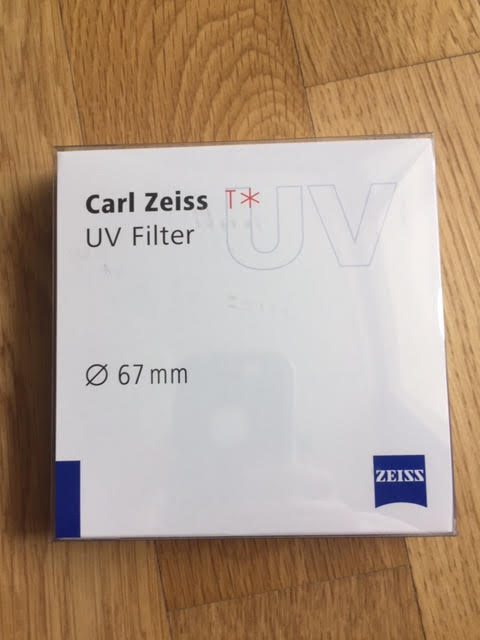 Carl Zeiss T* UV
UV Filter
Ø 67 mm
ZEISS